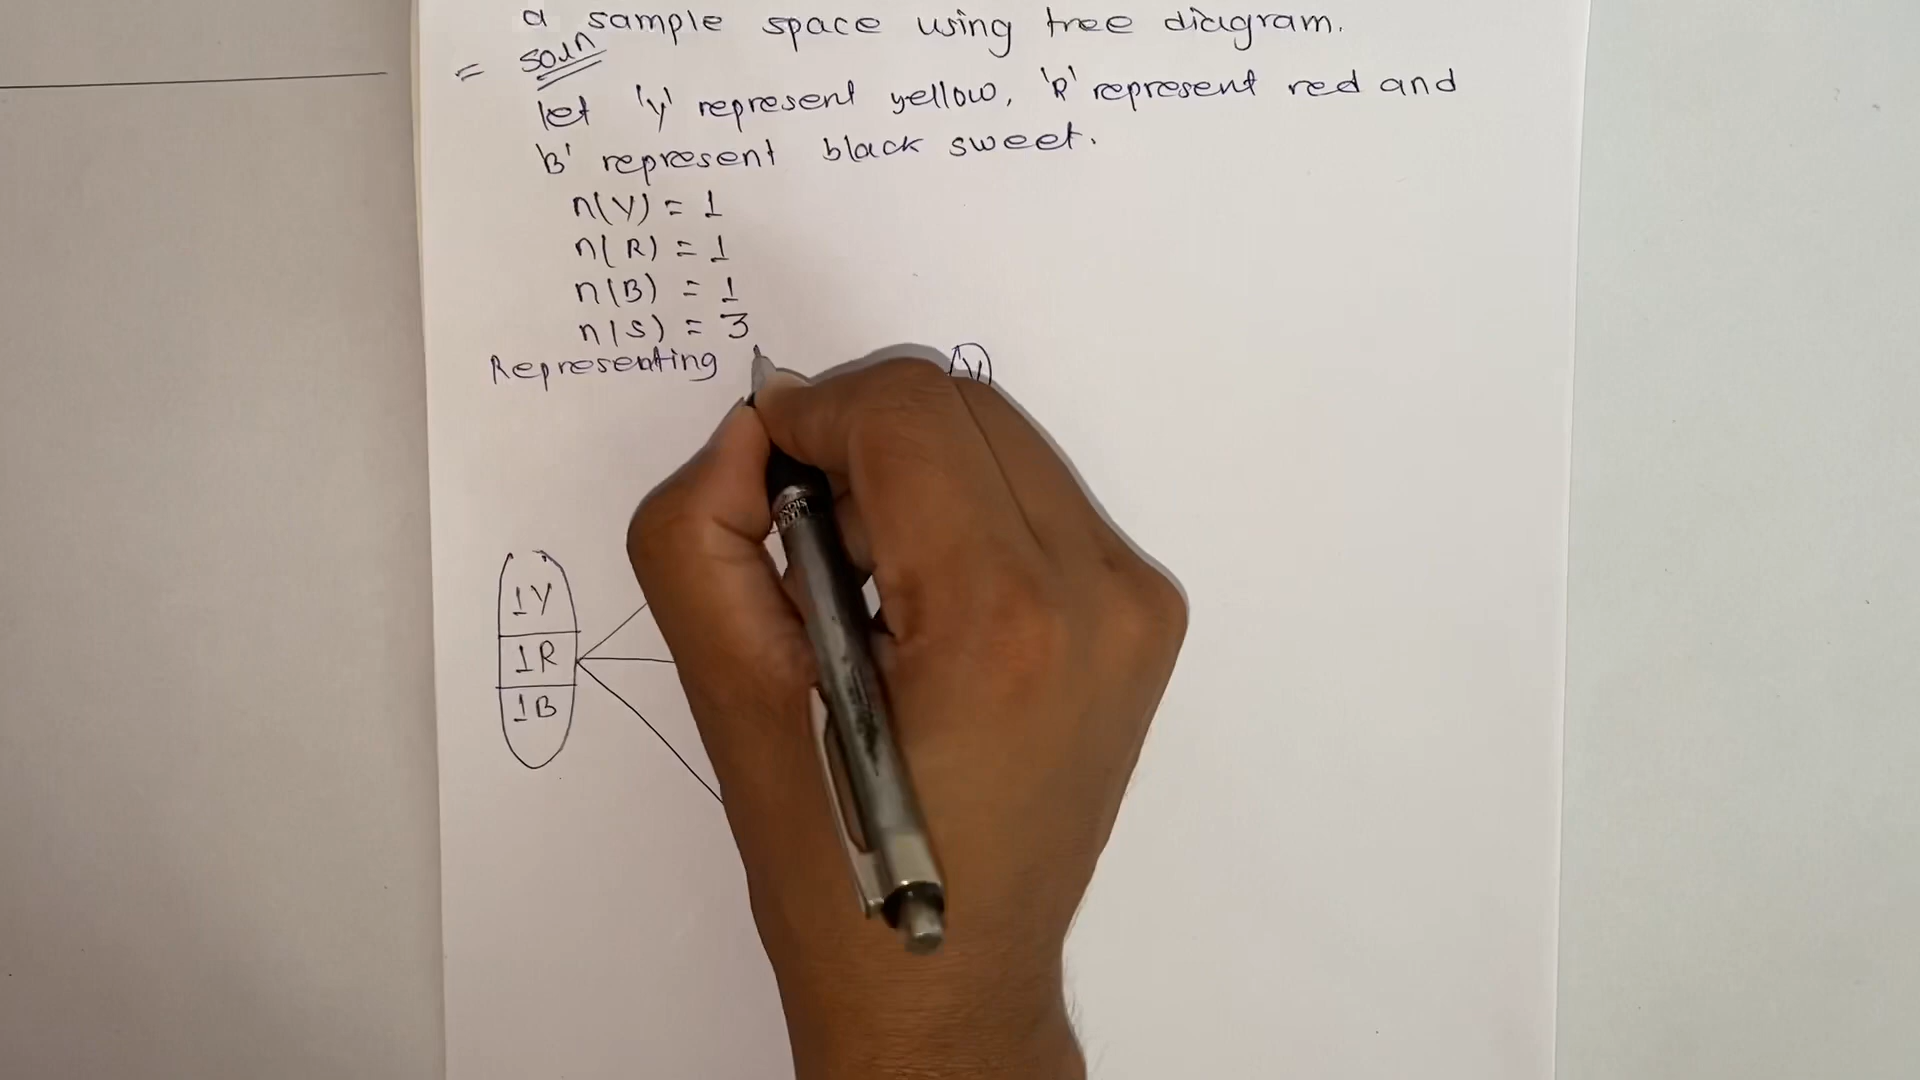 a sample space using tree diagram.
= soln
let 'Y' represent yellow, 'R' represent red and
'B' represent black sweet.
n(Y) = 1
n(R) = 1
n(B) = 1
n(S) = 3
Representing
1Y
1R
1B